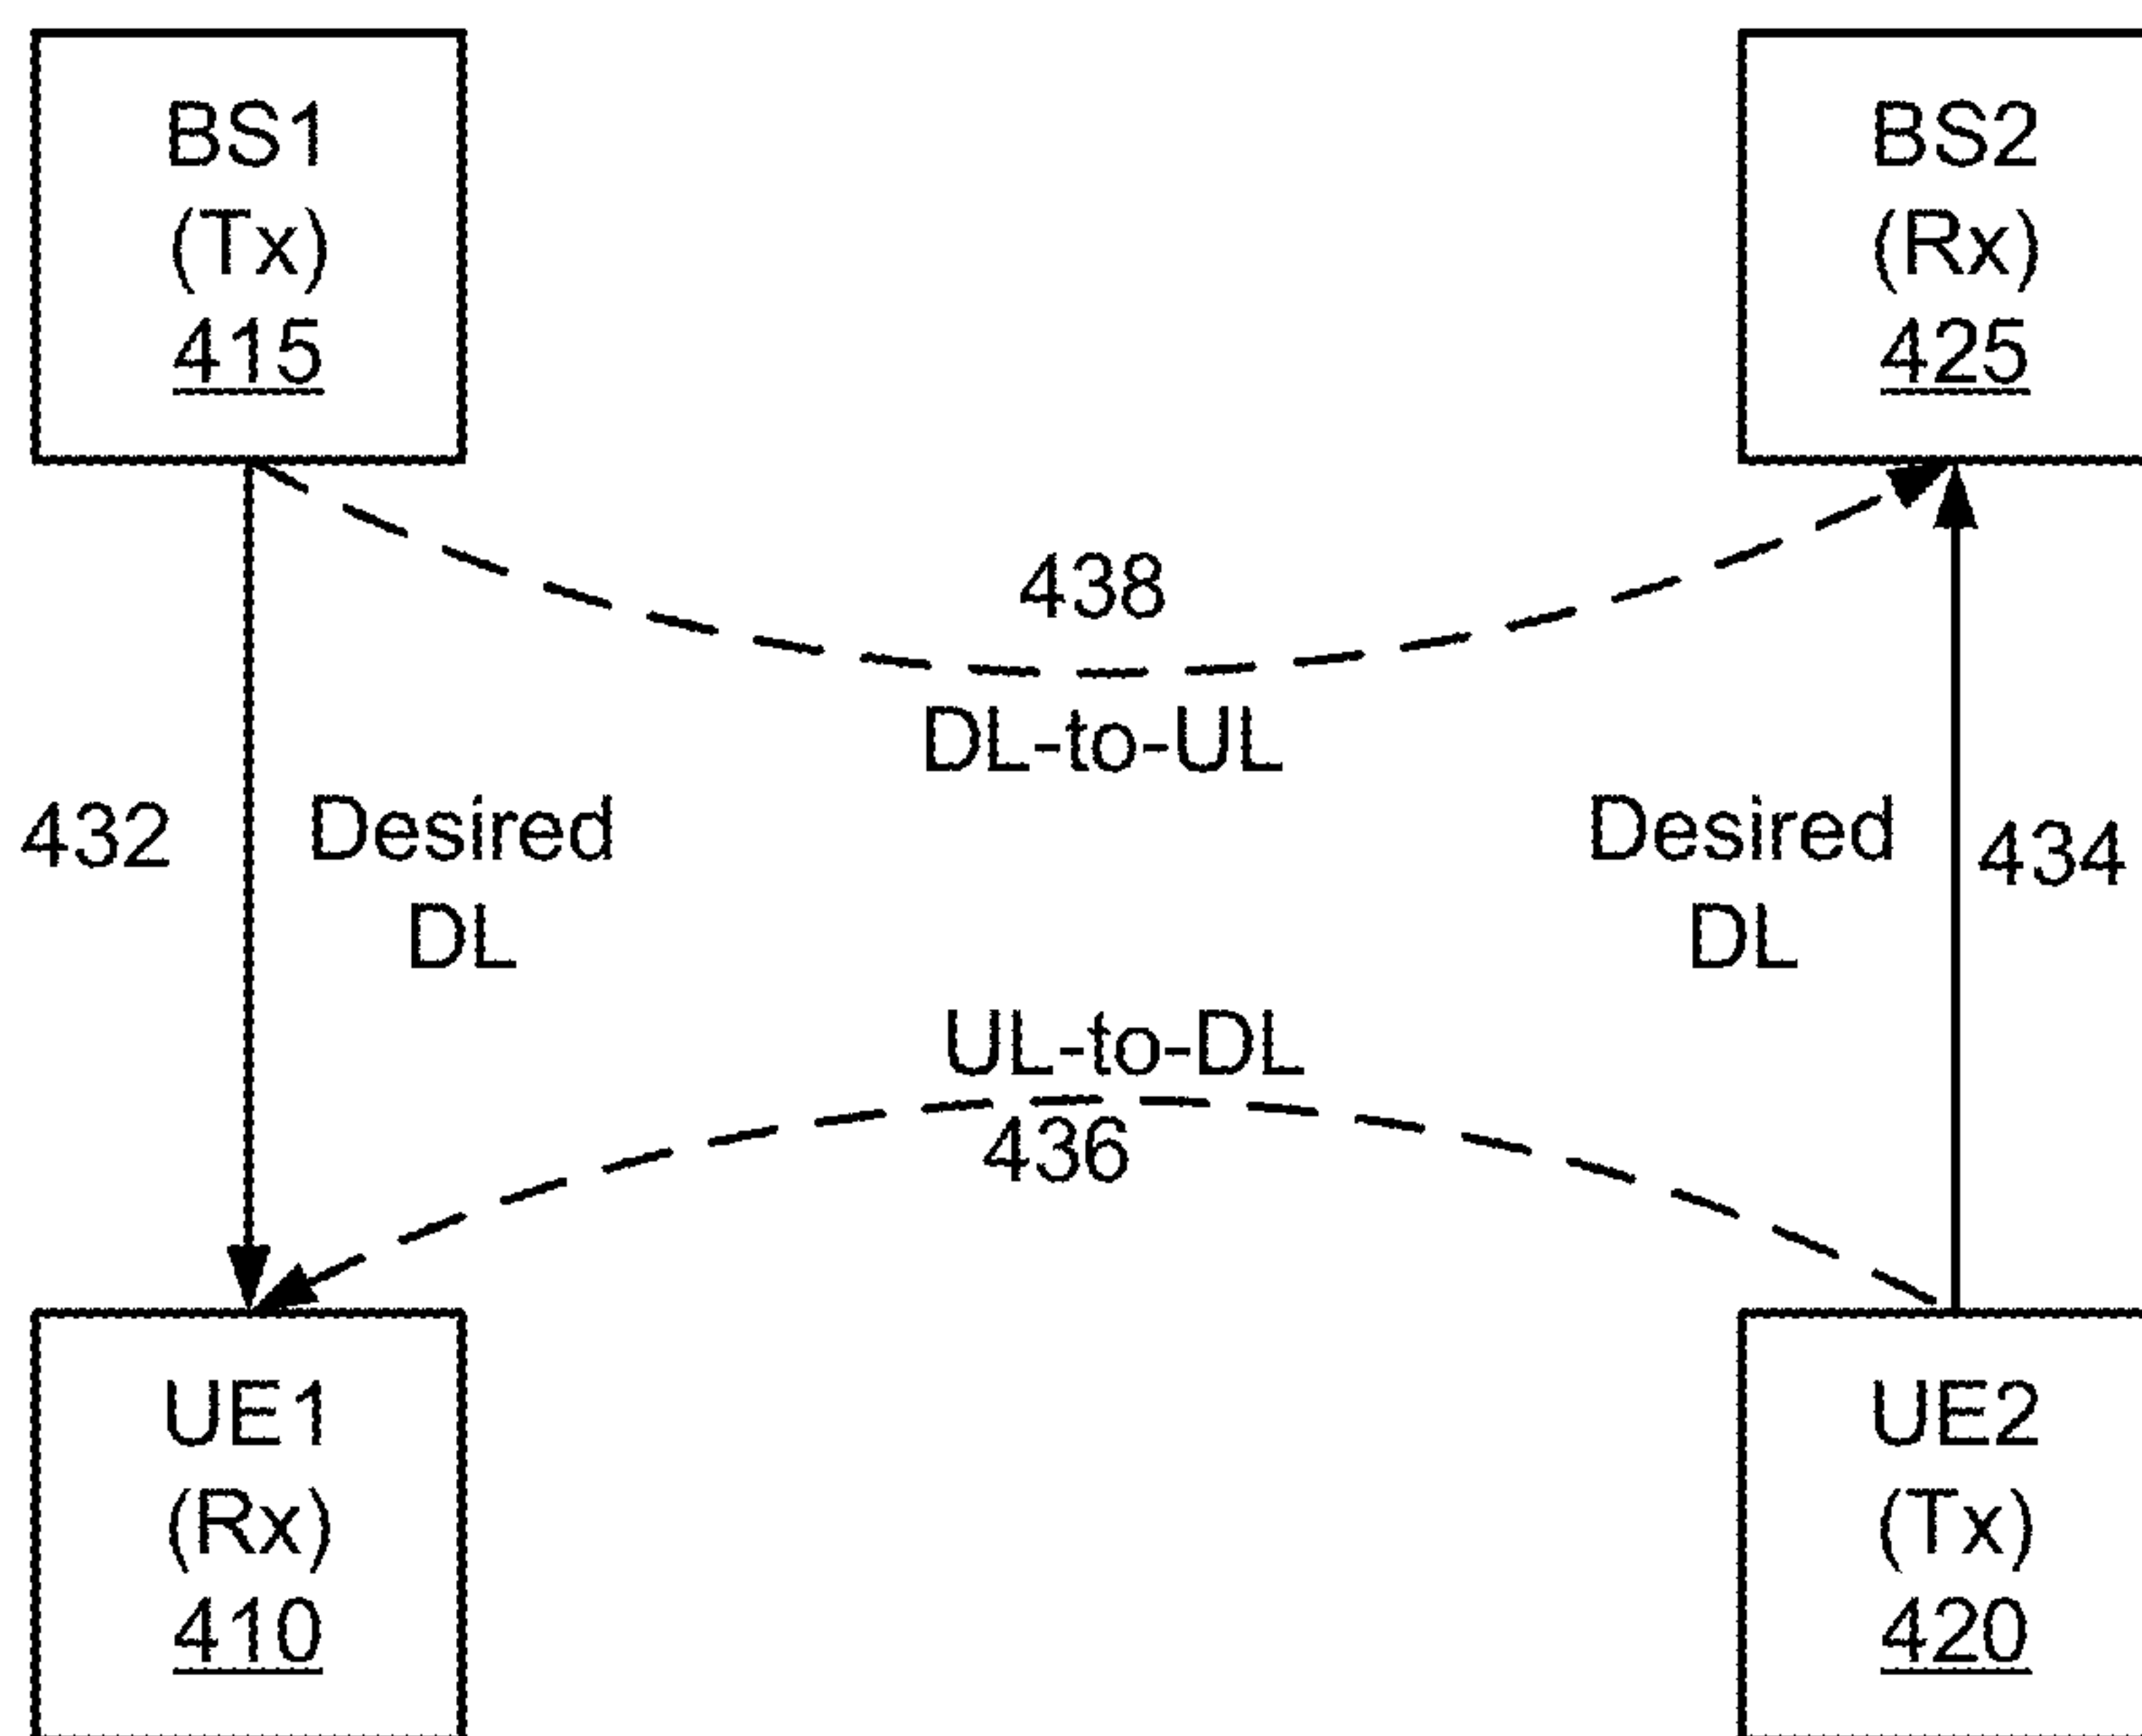 BS1
(Tx)
415
BS2
(Rx)
425
438
DL-to-UL
432
Desired
DL
Desired
DL
434
UL-to-DL
436
UE1
(Rx)
410
UE2
(Tx)
420